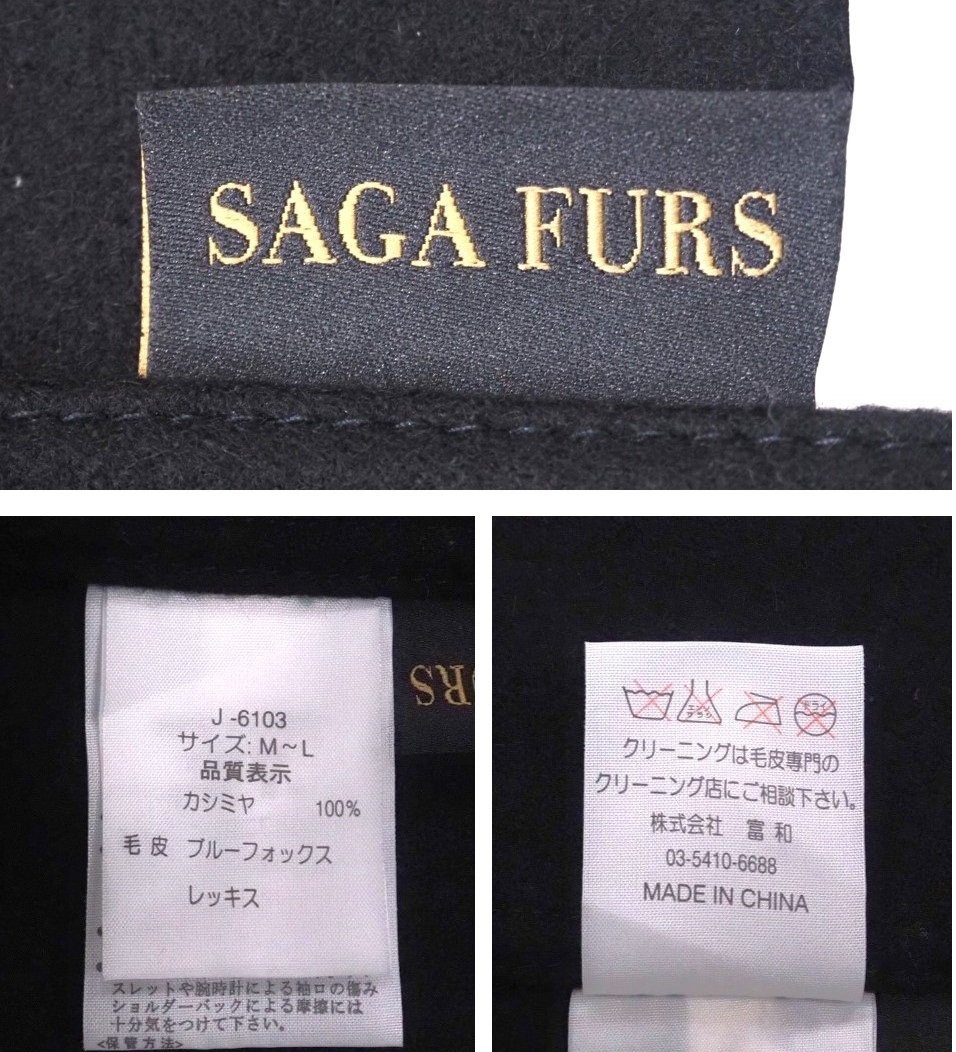 SAGA FURS
J-6103
サイズ: M～L
品質表示
カシミヤ 100%
毛皮 ブルーフォックス
レッキス
スレットや腕時計による袖口の傷み
ショルダーバックによる摩擦には
十分気をつけて下さい。
<保管方法>
クリーニングは毛皮専門の
クリーニング店にご相談下さい。
株式会社 富和
03-5410-6688
MADE IN CHINA